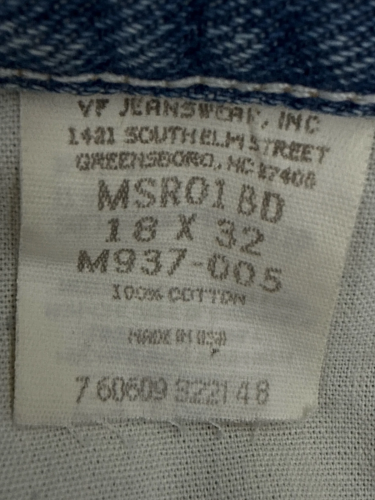 VF JEANSWEAR, INC
1421 SOUTH ELM STREET
GREENSBORO, NC 27406
MSR01BD
18 X 32
M937-005
100% COTTON
MADE IN USA
7 60609 92214 8